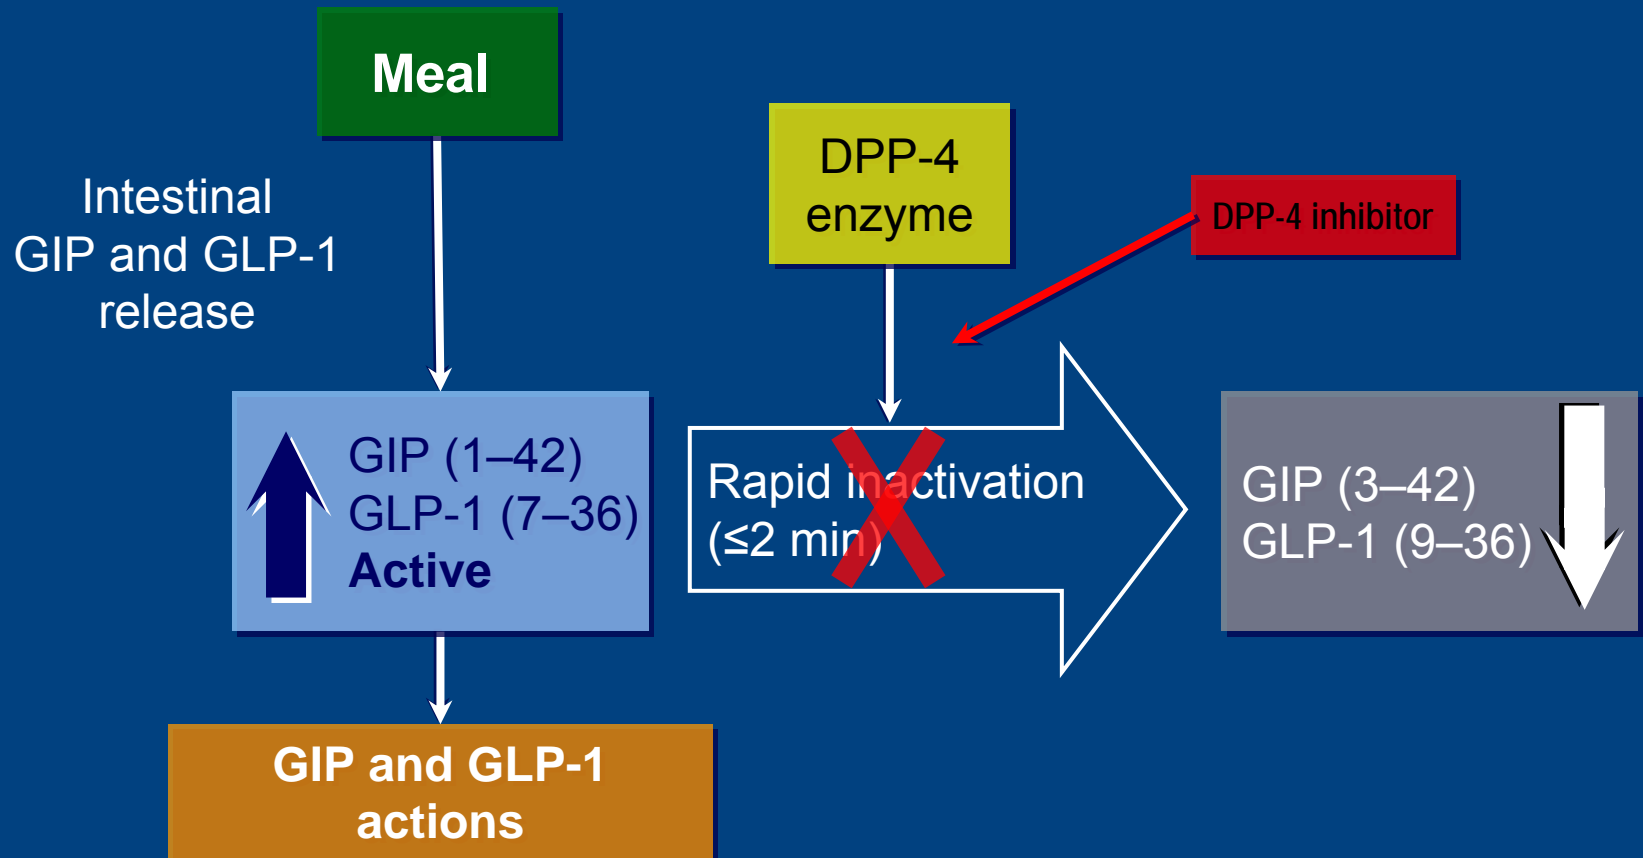 Meal
Intestinal
GIP and GLP-1
release
DPP-4
enzyme
DPP-4 inhibitor
GIP (1–42)
GLP-1 (7–36)
Active
Rapid inactivation
(≤2 min)
GIP (3–42)
GLP-1 (9–36)
GIP and GLP-1
actions